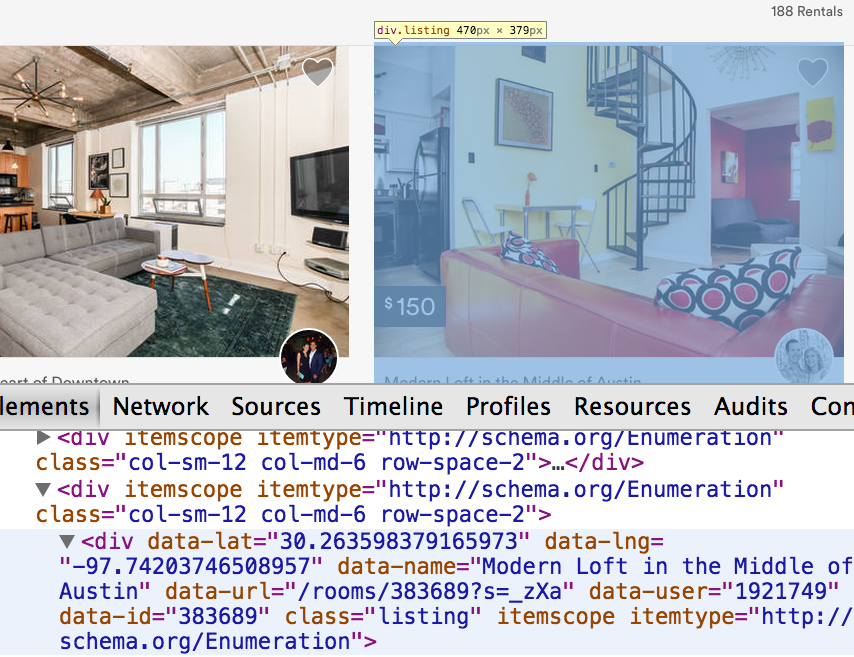 188 Rentals
div.listing 470px × 379px
$150
eart of Downtown
Modern Loft in the Middle of Austin
lements Network Sources Timeline Profiles Resources Audits Con
▶<div itemscope itemtype="http://schema.org/Enumeration"
class="col-sm-12 col-md-6 row-space-2">…</div>
▼<div itemscope itemtype="http://schema.org/Enumeration"
class="col-sm-12 col-md-6 row-space-2">
▼<div data-lat="30.263598379165973" data-lng=
"-97.74203746508957" data-name="Modern Loft in the Middle of
Austin" data-url="/rooms/383689?s=_zXa" data-user="1921749"
data-id="383689" class="listing" itemscope itemtype="http://
schema.org/Enumeration">